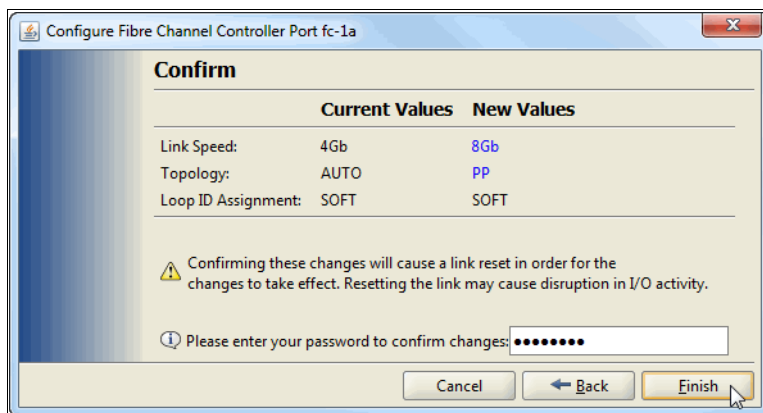 Configure Fibre Channel Controller Port fc-1a
Confirm
Current Values New Values
Link Speed: 4Gb 8Gb
Topology: AUTO PP
Loop ID Assignment: SOFT SOFT
Confirming these changes will cause a link reset in order for the
changes to take effect. Resetting the link may cause disruption in I/O activity.
Please enter your password to confirm changes: ●●●●●●●●
Cancel Back Finish